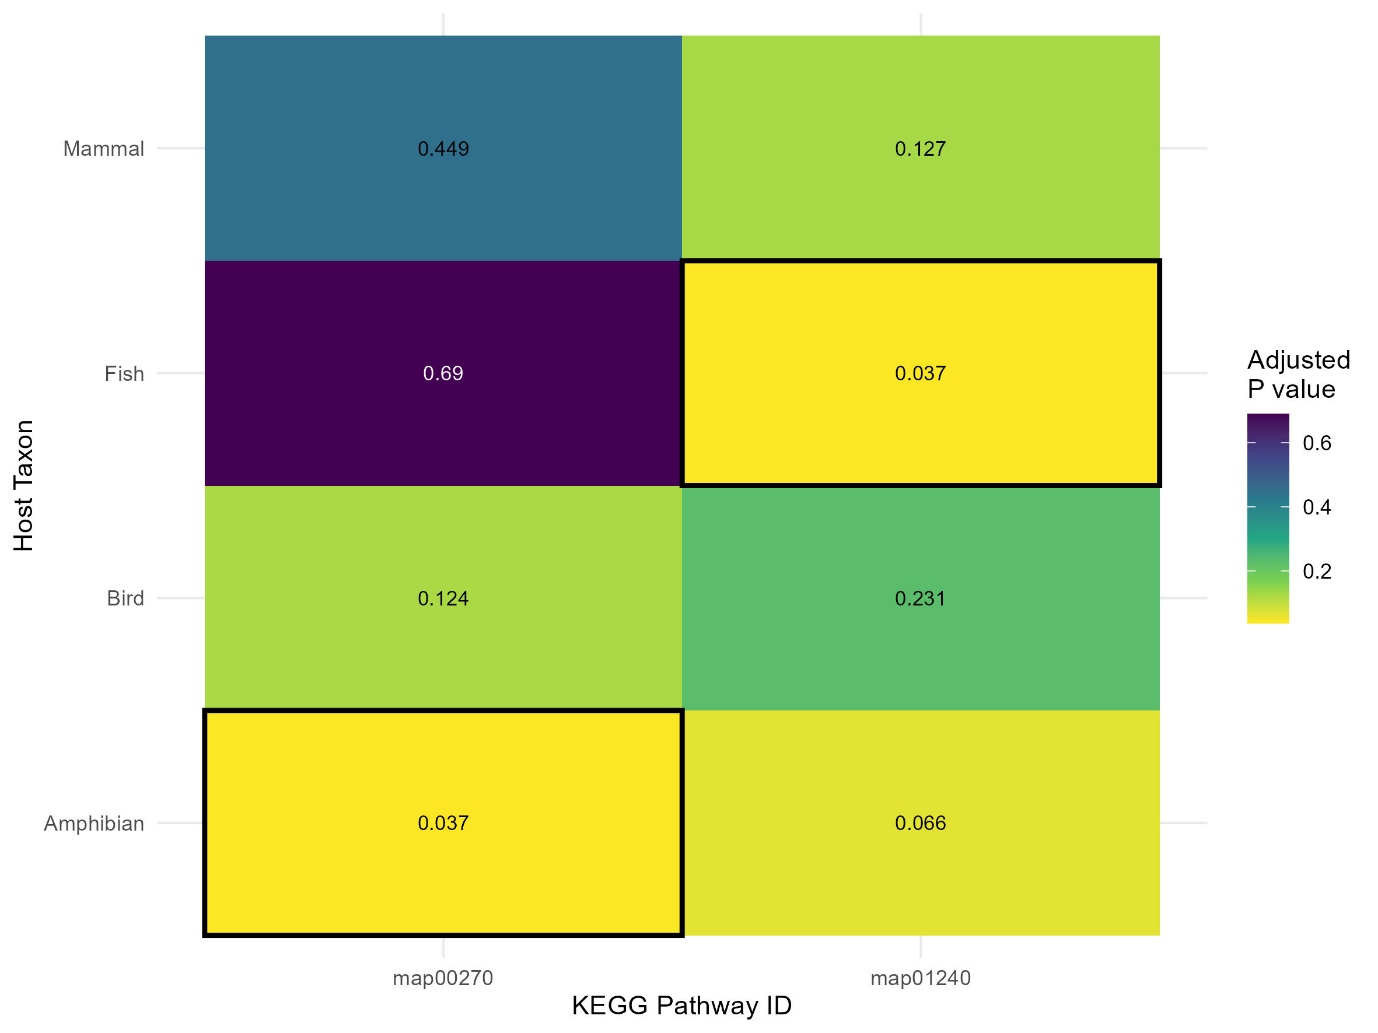 Host Taxon
Mammal
0.449
0.127
Fish
0.69
0.037
Bird
0.124
0.231
Amphibian
0.037
0.066
map00270
map01240
KEGG Pathway ID
Adjusted
P value
0.6
0.4
0.2